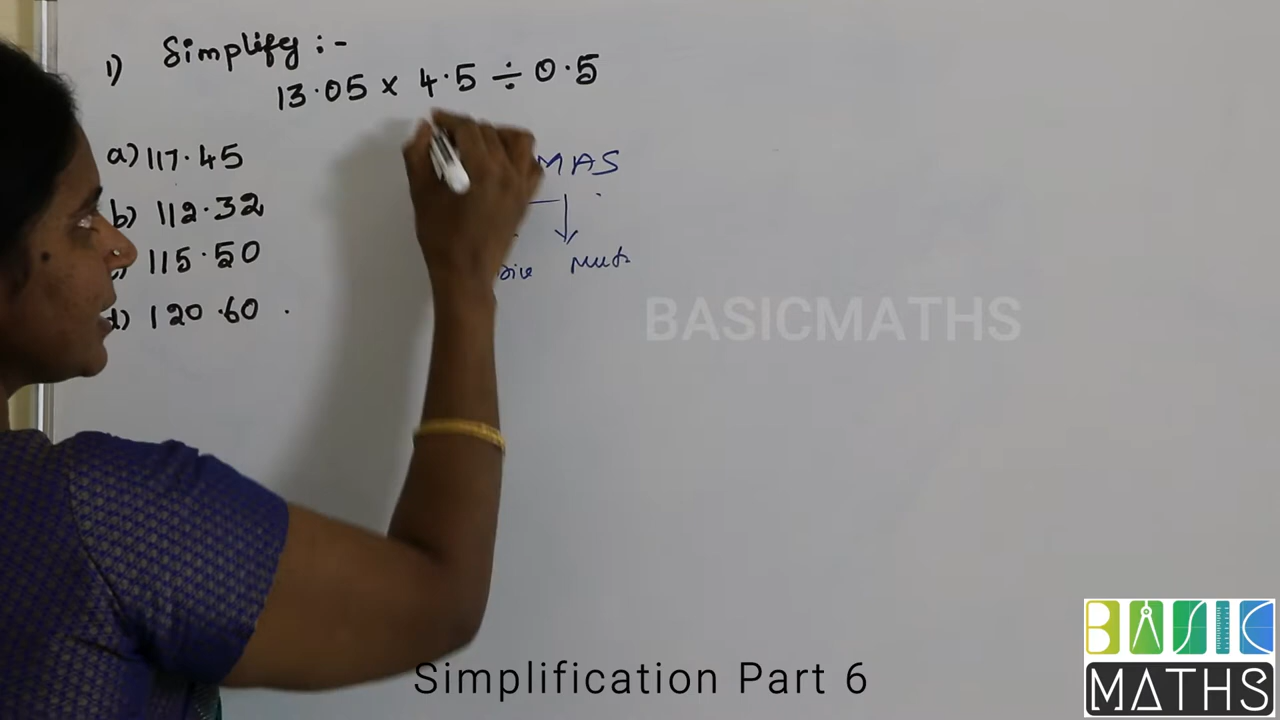 1) Simplify :-
13.05 × 4.5 ÷ 0.5
a) 117.45
b) 112.32
115.50
d) 120.60
MAS
BASICMATHS
Simplification Part 6
BASIC
MATHS